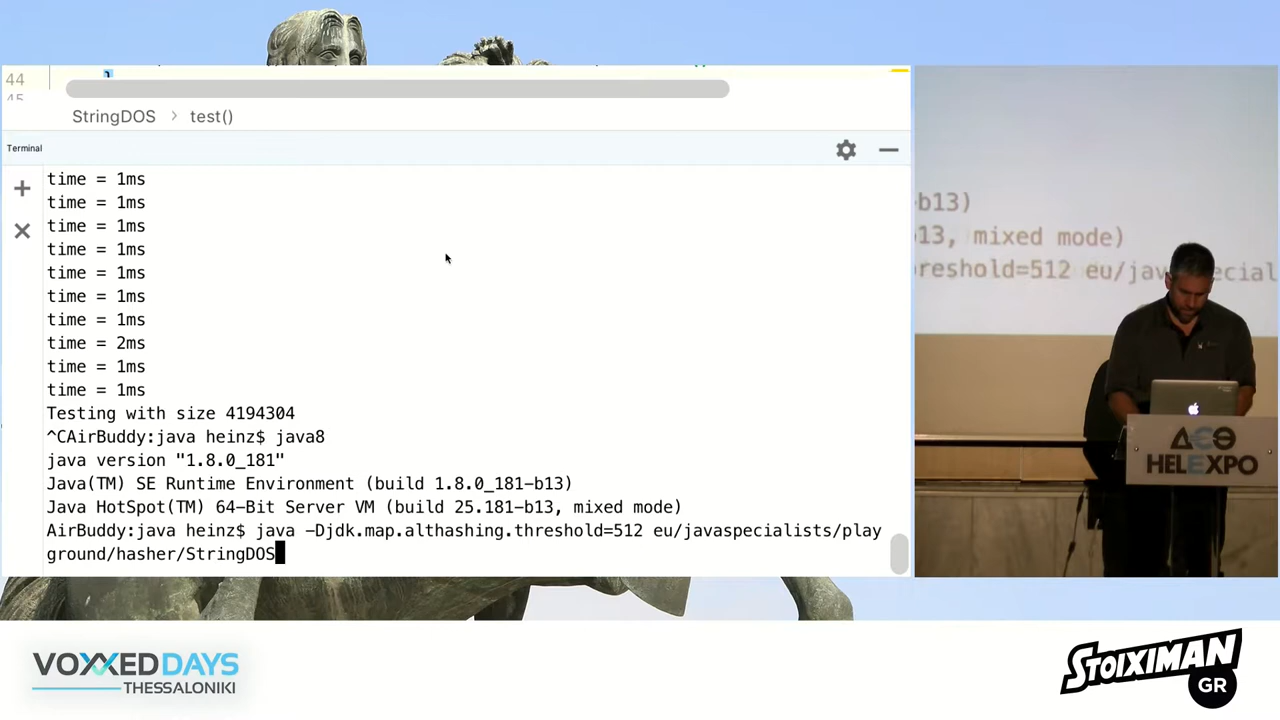 44
45
StringDOS > test()
Terminal
time = 1ms
time = 1ms
time = 1ms
time = 1ms
time = 1ms
time = 1ms
time = 1ms
time = 2ms
time = 1ms
time = 1ms
Testing with size 4194304
^CAirBuddy:java heinz$ java8
java version "1.8.0_181"
Java(TM) SE Runtime Environment (build 1.8.0_181-b13)
Java HotSpot(TM) 64-Bit Server VM (build 25.181-b13, mixed mode)
AirBuddy:java heinz$ java -Djdk.map.althashing.threshold=512 eu/javaspecialists/play
ground/hasher/StringDOS
b13)
13, mixed mode)
reshold=512 eu/javaspecial
ΔΕΘ
HELEXPO
VOXXED DAYS
THESSALONIKI
STOIXIMAN
GR